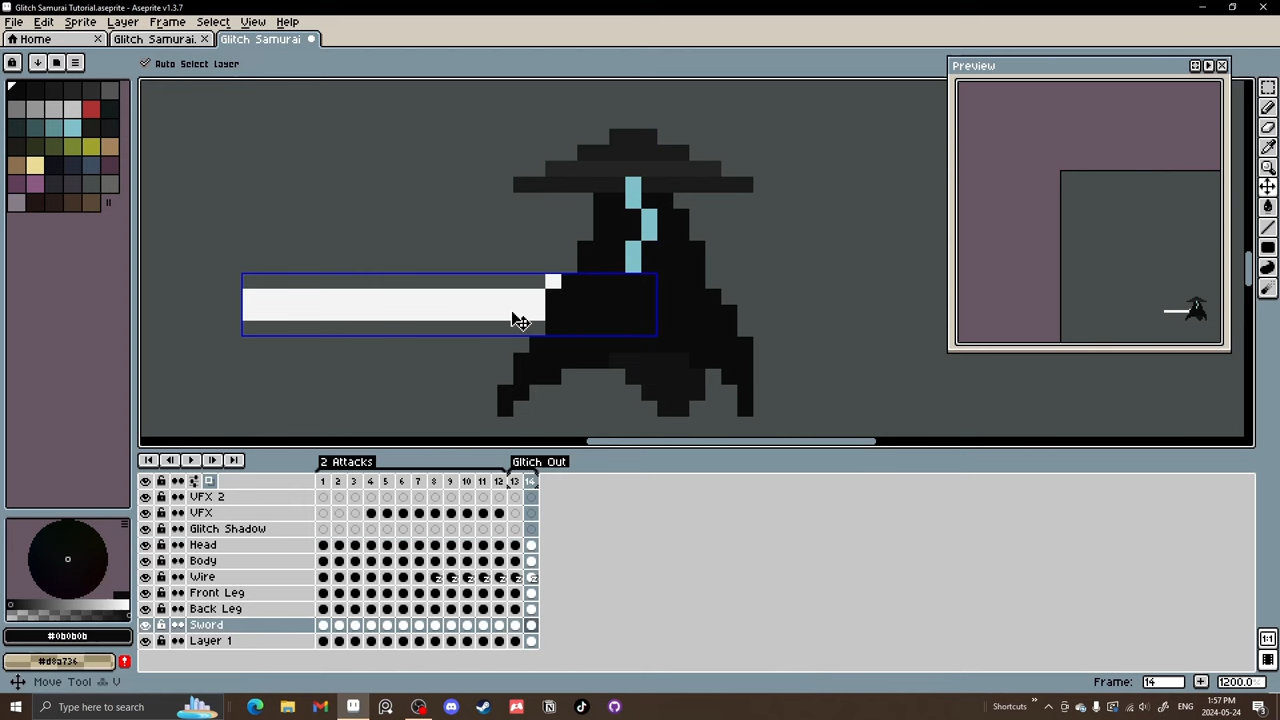 Glitch Samurai Tutorial.aseprite - Aseprite v1.3.7
File Edit Sprite Layer Frame Select View Help
Home Glitch Samurai. Glitch Samurai
Auto Select Layer
Preview
2 Attacks Glitch Out
1 2 3 4 5 6 7 8 9 10 11 12 13 14
VFX 2
VFX
Glitch Shadow
Head
Body
Wire
Front Leg
Back Leg
Sword
Layer 1
#0b0b0b
#d8a736
Move Tool V
Frame: 14 1200.0%
1:1
Type here to search
Shortcuts
1:57 PM
2024-05-24